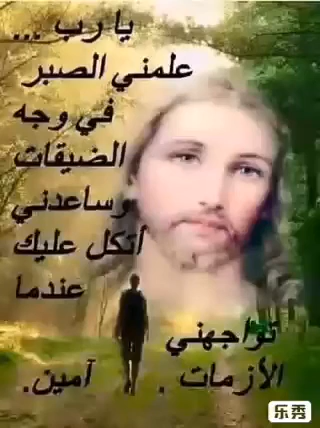 يا رب ...
علمني الصبر
في وجه
الضيقات
وساعدني
أتكل عليك
عندما
تواجهني
الأزمات . آمين.
乐秀